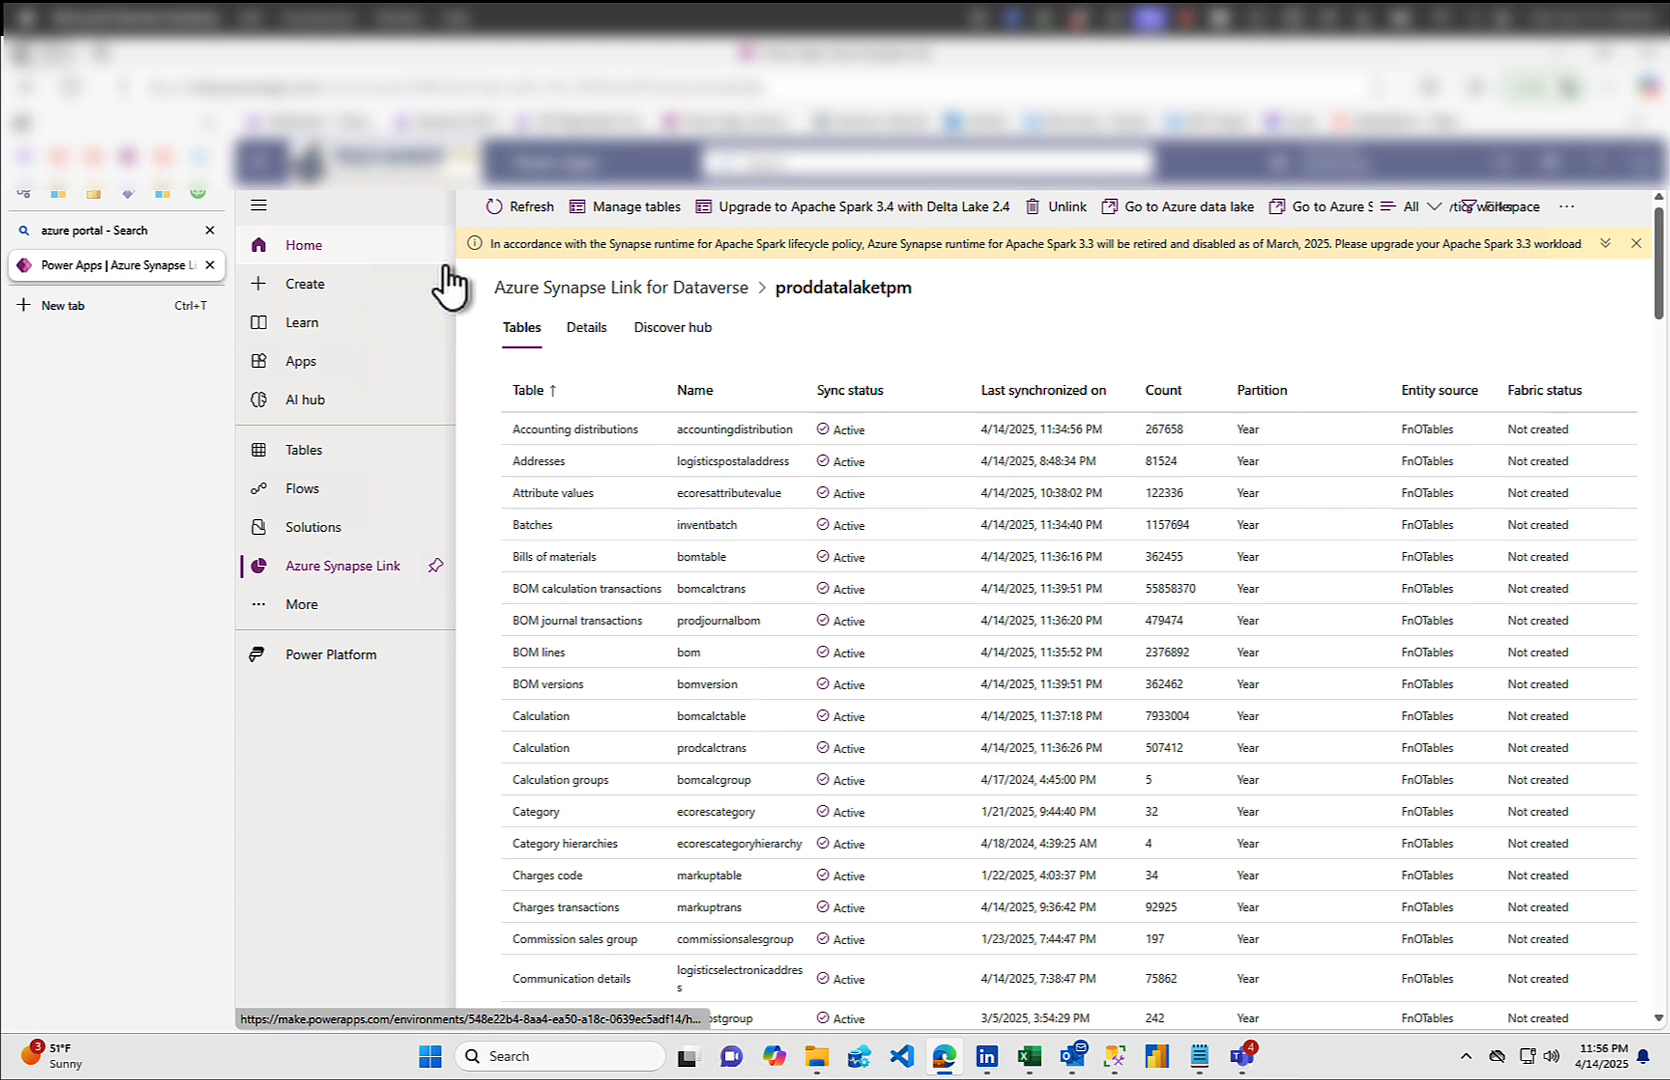 azure portal - Search
Power Apps | Azure Synapse Li
New tab Ctrl+T
Home
Create
Learn
Apps
AI hub
Tables
Flows
Solutions
Azure Synapse Link
More
Power Platform
Refresh Manage tables Upgrade to Apache Spark 3.4 with Delta Lake 2.4 Unlink Go to Azure data lake Go to Azure S All
In accordance with the Synapse runtime for Apache Spark lifecycle policy, Azure Synapse runtime for Apache Spark 3.3 will be retired and disabled as of March, 2025. Please upgrade your Apache Spark 3.3 workload
Azure Synapse Link for Dataverse > proddatalaketpm
Tables Details Discover hub
Table ↑ Name Sync status Last synchronized on Count Partition Entity source Fabric status
Accounting distributions accountingdistribution Active 4/14/2025, 11:34:56 PM 267658 Year FnOTables Not created
Addresses logisticspostaladdress Active 4/14/2025, 8:48:34 PM 81524 Year FnOTables Not created
Attribute values ecoresattributevalue Active 4/14/2025, 10:38:02 PM 122336 Year FnOTables Not created
Batches inventbatch Active 4/14/2025, 11:34:40 PM 1157694 Year FnOTables Not created
Bills of materials bomtable Active 4/14/2025, 11:36:16 PM 362455 Year FnOTables Not created
BOM calculation transactions bomcalctrans Active 4/14/2025, 11:39:51 PM 55858370 Year FnOTables Not created
BOM journal transactions prodjournalbom Active 4/14/2025, 11:36:20 PM 479474 Year FnOTables Not created
BOM lines bom Active 4/14/2025, 11:35:52 PM 2376892 Year FnOTables Not created
BOM versions bomversion Active 4/14/2025, 11:39:51 PM 362462 Year FnOTables Not created
Calculation bomcalctable Active 4/14/2025, 11:37:18 PM 7933004 Year FnOTables Not created
Calculation prodcalctrans Active 4/14/2025, 11:36:26 PM 507412 Year FnOTables Not created
Calculation groups bomcalcgroup Active 4/17/2024, 4:45:00 PM 5 Year FnOTables Not created
Category ecorescategory Active 1/21/2025, 9:44:40 PM 32 Year FnOTables Not created
Category hierarchies ecorescategoryhierarchy Active 4/18/2024, 4:39:25 AM 4 Year FnOTables Not created
Charges code markuptable Active 1/22/2025, 4:03:37 PM 34 Year FnOTables Not created
Charges transactions markuptrans Active 4/14/2025, 9:36:42 PM 92925 Year FnOTables Not created
Commission sales group commissionsalesgroup Active 1/23/2025, 7:44:47 PM 197 Year FnOTables Not created
Communication details logisticselectronicaddress Active 4/14/2025, 7:38:47 PM 75862 Year FnOTables Not created
ostgroup Active 3/5/2025, 3:54:29 PM 242 Year FnOTables Not created
https://make.powerapps.com/environments/548e22b4-8aa4-ea50-a18c-0639ec5adf14/h...
3 51°F
Sunny
Search
4
11:56 PM
4/14/2025